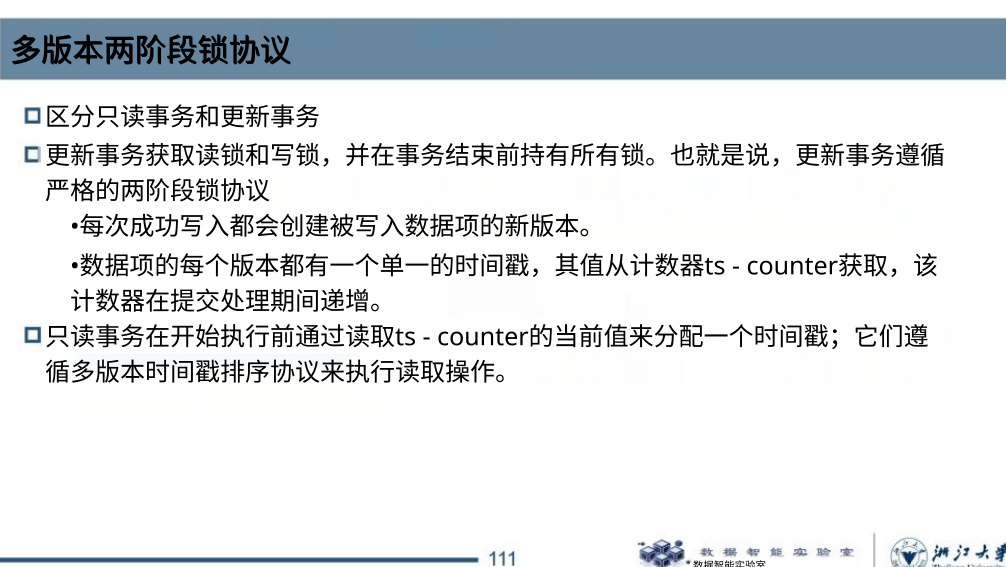 多版本两阶段锁协议
区分只读事务和更新事务
更新事务获取读锁和写锁，并在事务结束前持有所有锁。也就是说，更新事务遵循
严格的两阶段锁协议
•每次成功写入都会创建被写入数据项的新版本。
•数据项的每个版本都有一个单一的时间戳，其值从计数器ts - counter获取，该
计数器在提交处理期间递增。
只读事务在开始执行前通过读取ts - counter的当前值来分配一个时间戳；它们遵
循多版本时间戳排序协议来执行读取操作。
111
数据智能实验室
数据智能实验室
浙江大学